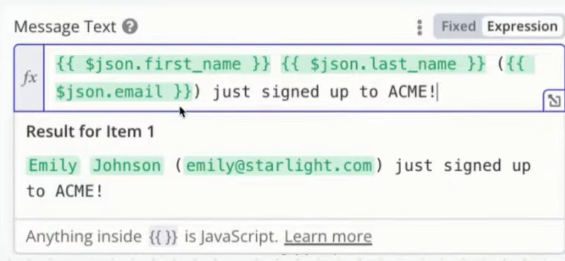 Message Text
Fixed Expression
fx
{{ $json.first_name }} {{ $json.last_name }} ({{
$json.email }}) just signed up to ACME!
Result for Item 1
Emily Johnson (emily@starlight.com) just signed up
to ACME!
Anything inside {{ }} is JavaScript. Learn more